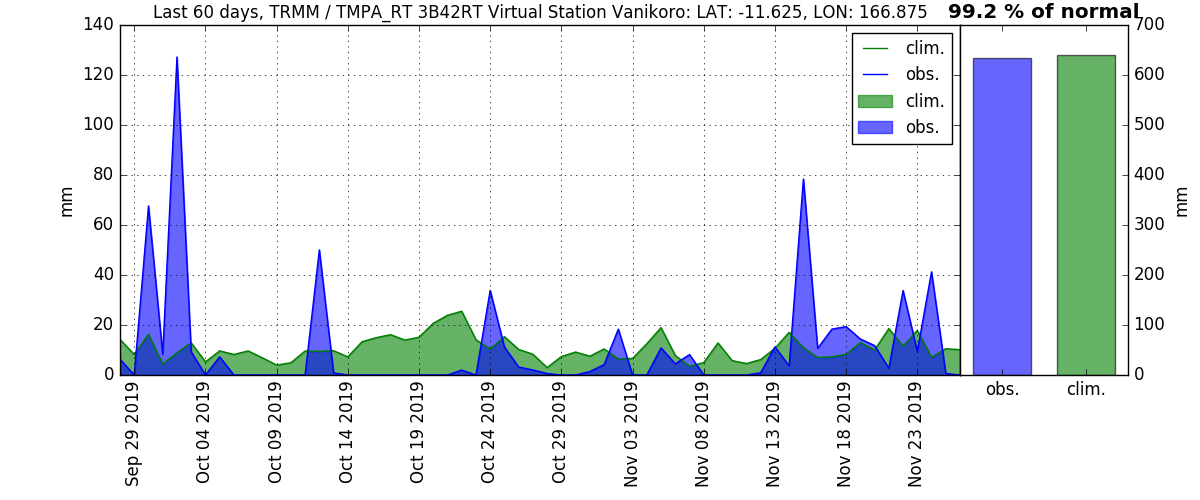 Last 60 days, TRMM / TMPA_RT 3B42RT Virtual Station Vanikoro: LAT: -11.625, LON: 166.875
99.2 % of normal
140
120
100
80
60
40
20
0
mm
clim.
obs.
clim.
obs.
700
600
500
400
300
200
100
0
mm
Sep 29 2019
Oct 04 2019
Oct 09 2019
Oct 14 2019
Oct 19 2019
Oct 24 2019
Oct 29 2019
Nov 03 2019
Nov 08 2019
Nov 13 2019
Nov 18 2019
Nov 23 2019
obs.
clim.